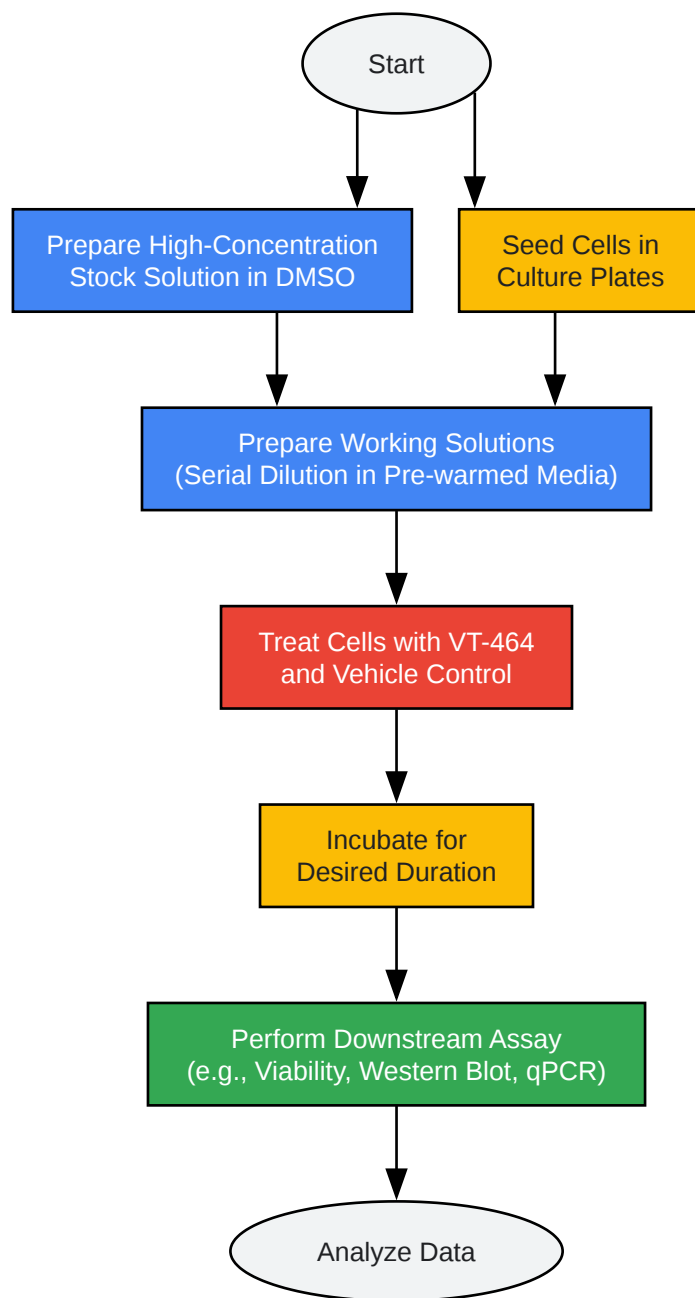 Start
Prepare High-Concentration
Stock Solution in DMSO
Seed Cells in
Culture Plates
Prepare Working Solutions
(Serial Dilution in Pre-warmed Media)
Treat Cells with VT-464
and Vehicle Control
Incubate for
Desired Duration
Perform Downstream Assay
(e.g., Viability, Western Blot, qPCR)
Analyze Data